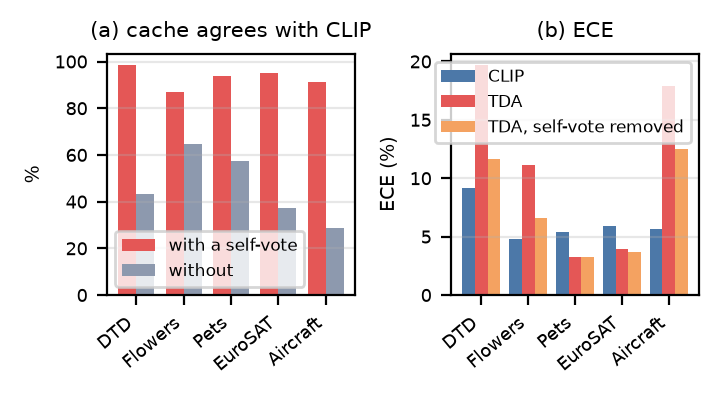 (a) cache agrees with CLIP
%
100
80
60
40
20
0
with a self-vote
without
DTD
Flowers
Pets
EuroSAT
Aircraft
(b) ECE
ECE (%)
20
15
10
5
0
CLIP
TDA
TDA, self-vote removed
DTD
Flowers
Pets
EuroSAT
Aircraft